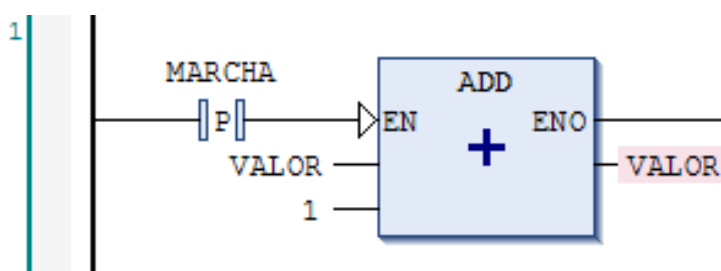 1
MARCHA
ADD
P
EN
ENO
+
VALOR
VALOR
1